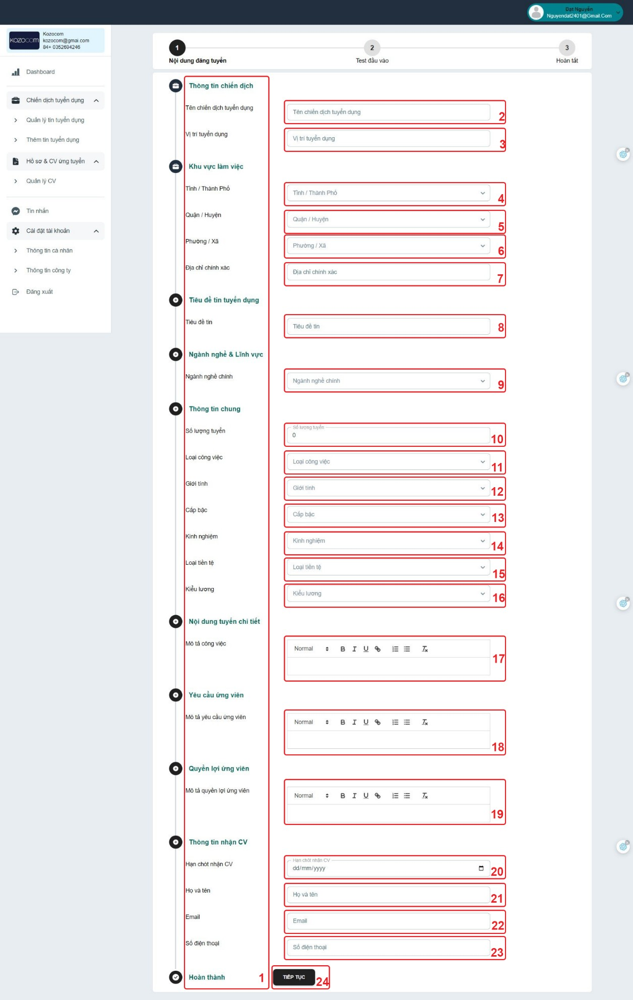 Đạt Nguyễn
Nguyendat2401@Gmail.Com
KOZOCOM
Kozocom
kozocom@gmai.com
84+ 0352694246
Dashboard
Chiến dịch tuyển dụng
Quản lý tin tuyển dụng
Thêm tin tuyển dụng
Hồ sơ & CV ứng tuyển
Quản lý CV
Tin nhắn
Cài đặt tài khoản
Thông tin cá nhân
Thông tin công ty
Đăng xuất
1
Nội dung đăng tuyển
2
Test đầu vào
3
Hoàn tất
Thông tin chiến dịch
Tên chiến dịch tuyển dụng
Tên chiến dịch tuyển dụng
2
Vị trí tuyển dụng
Vị trí tuyển dụng
3
Khu vực làm việc
Tỉnh / Thành Phố
Tỉnh / Thành Phố
4
Quận / Huyện
Quận / Huyện
5
Phường / Xã
Phường / Xã
6
Địa chỉ chính xác
Địa chỉ chính xác
7
Tiêu đề tin tuyển dụng
Tiêu đề tin
Tiêu đề tin
8
Ngành nghề & Lĩnh vực
Ngành nghề chính
Ngành nghề chính
9
Thông tin chung
Số lượng tuyển
Số lượng tuyển
0
10
Loại công việc
Loại công việc
11
Giới tính
Giới tính
12
Cấp bậc
Cấp bậc
13
Kinh nghiệm
Kinh nghiệm
14
Loại tiền tệ
Loại tiền tệ
15
Kiểu lương
Kiểu lương
16
Nội dung tuyển chi tiết
Mô tả công việc
Normal B I U
17
Yêu cầu ứng viên
Mô tả yêu cầu ứng viên
Normal B I U
18
Quyền lợi ứng viên
Mô tả quyền lợi ứng viên
Normal B I U
19
Thông tin nhận CV
Hạn chót nhận CV
Hạn chót nhận CV
dd/mm/yyyy
20
Họ và tên
Họ và tên
21
Email
Email
22
Số điện thoại
Số điện thoại
23
Hoàn thành
1
TIẾP TỤC
24